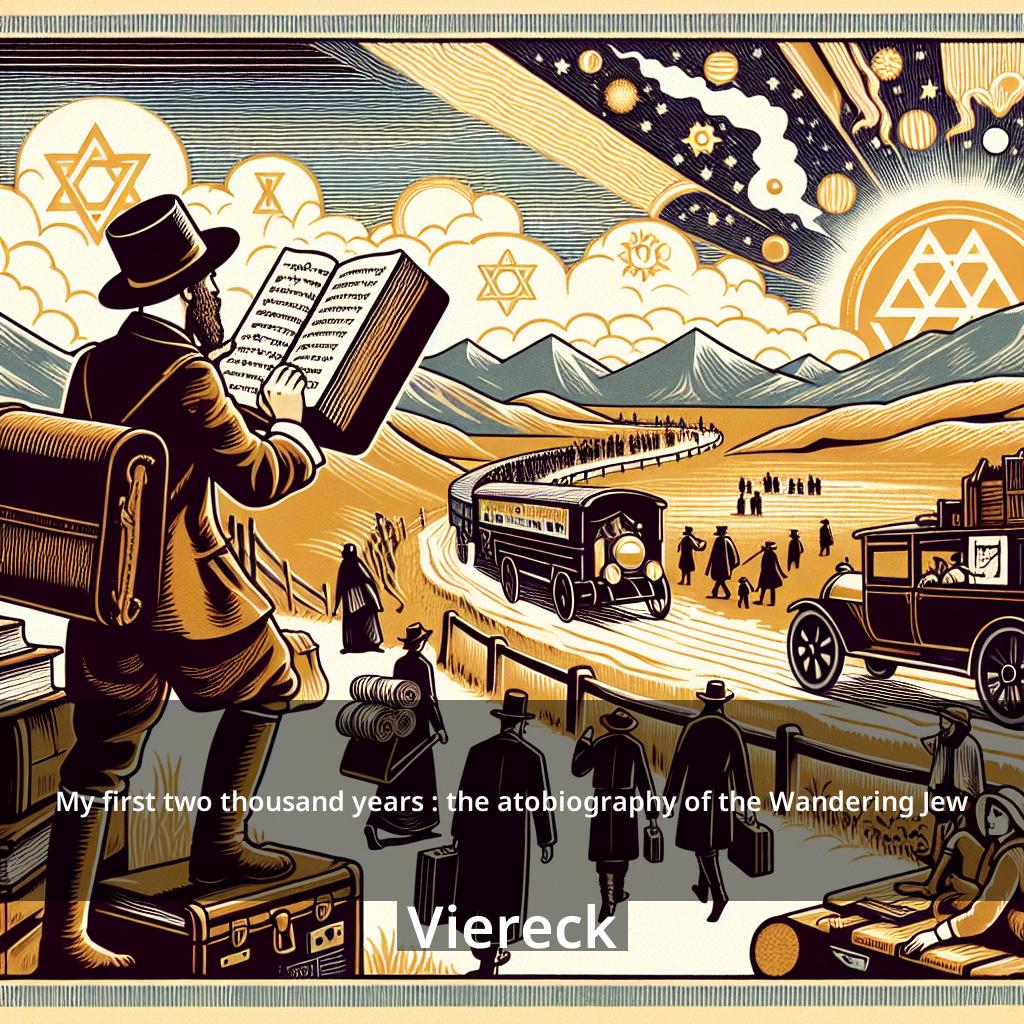 My first two thousand years : the atobiography of the Wandering Jew
Viereck